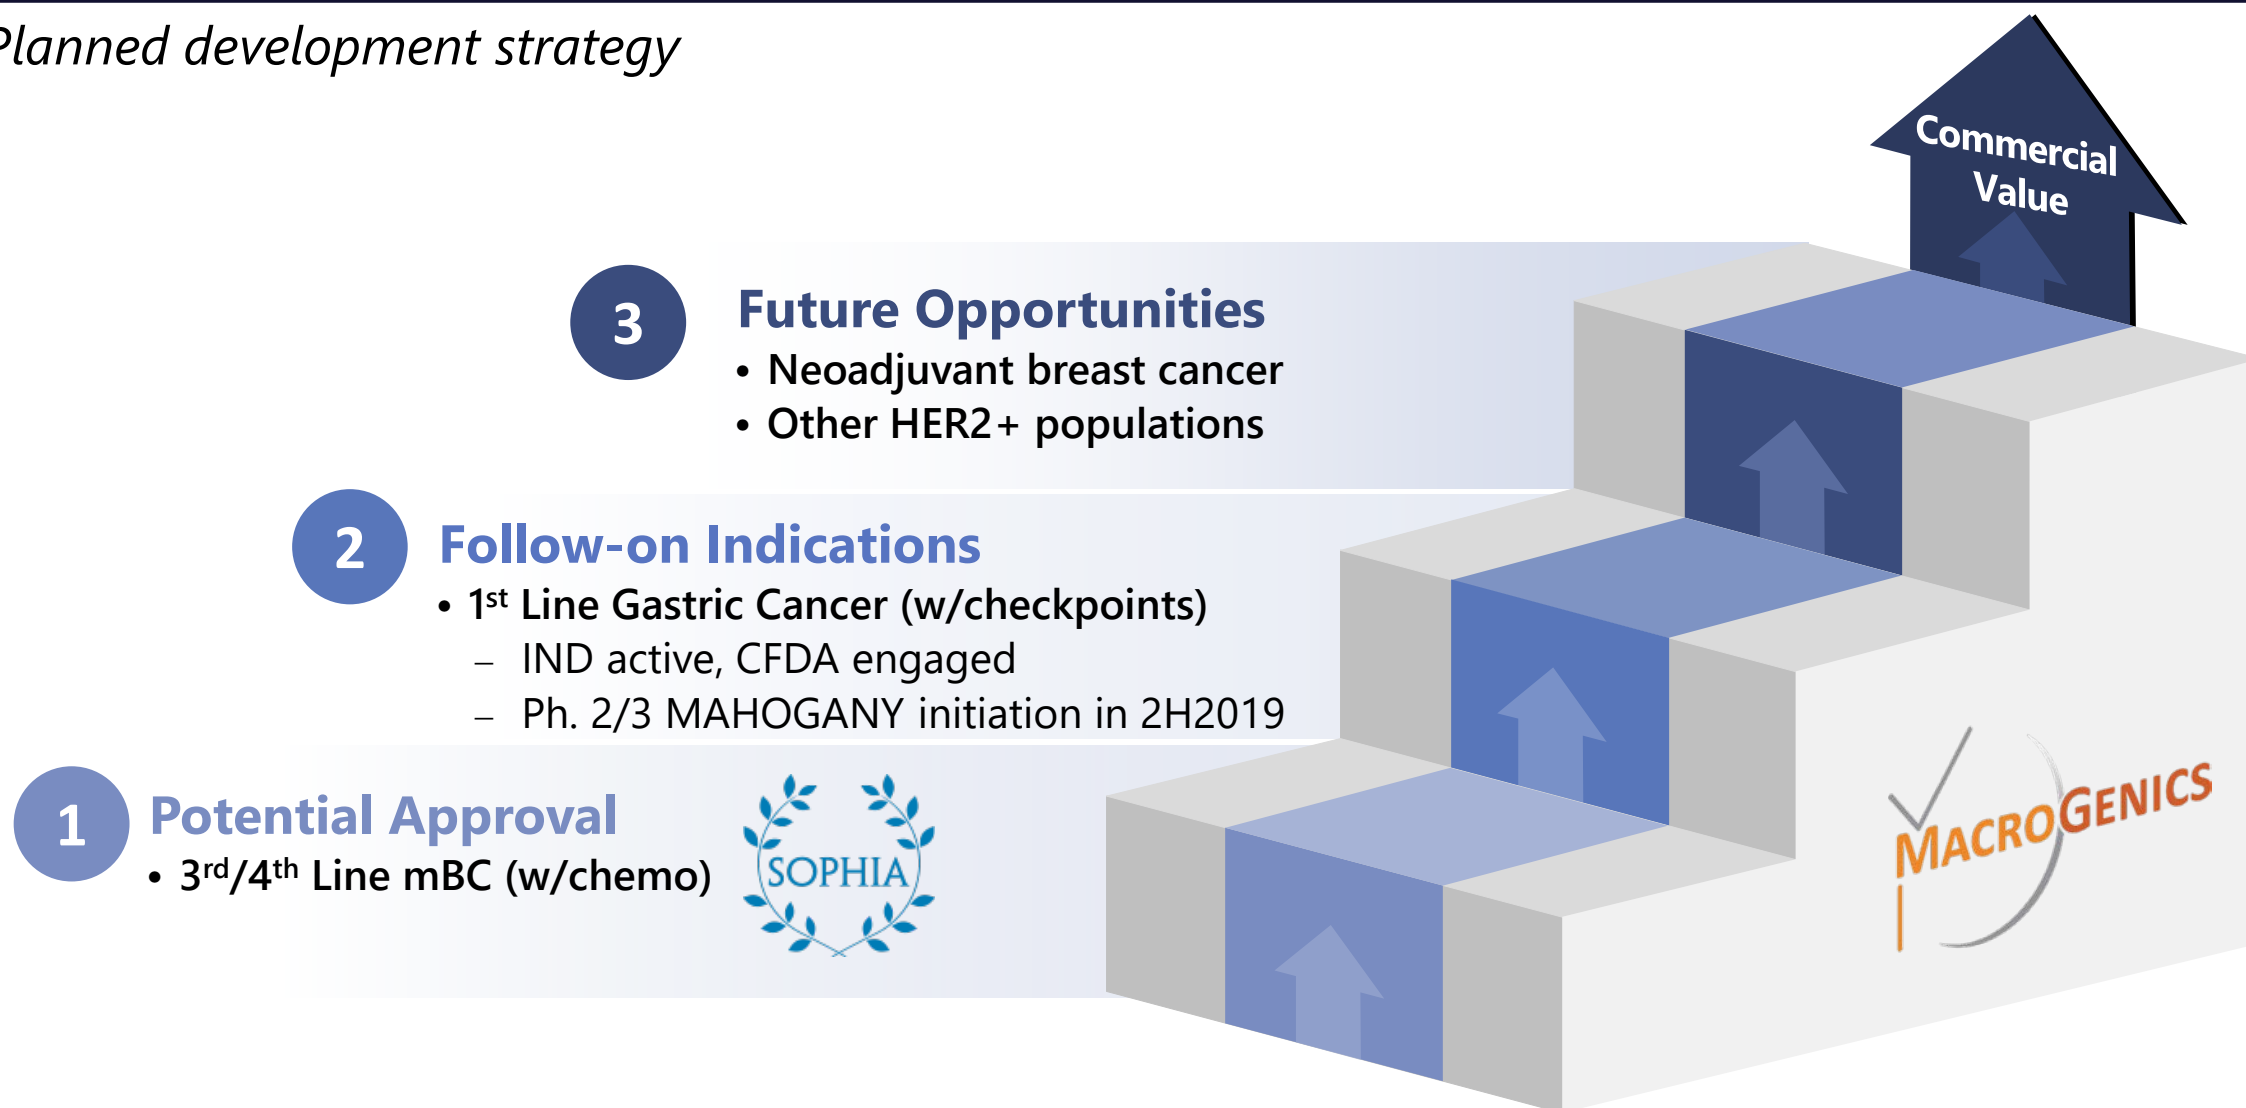 Planned development strategy
Commercial
Value
3
Future Opportunities
• Neoadjuvant breast cancer
• Other HER2+ populations
2
Follow-on Indications
• 1st Line Gastric Cancer (w/checkpoints)
– IND active, CFDA engaged
– Ph. 2/3 MAHOGANY initiation in 2H2019
1
Potential Approval
• 3rd/4th Line mBC (w/chemo)
SOPHIA
MACROGENICS